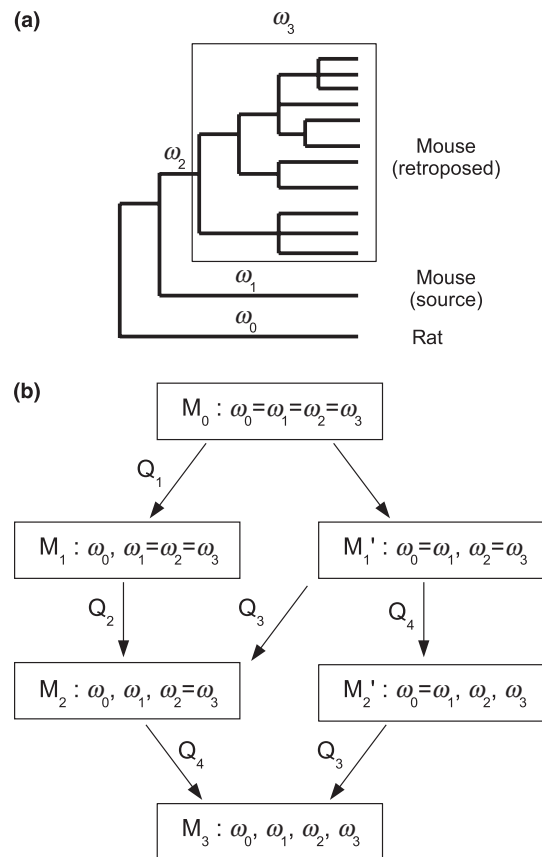 (a)
ω₃
ω₂
Mouse
(retroposed)
ω₁
Mouse
(source)
ω₀
Rat
(b)
M₀ : ω₀=ω₁=ω₂=ω₃
Q₁
M₁ : ω₀, ω₁=ω₂=ω₃
M₁' : ω₀=ω₁, ω₂=ω₃
Q₂
Q₃
Q₄
M₂ : ω₀, ω₁, ω₂=ω₃
M₂' : ω₀=ω₁, ω₂, ω₃
Q₄
Q₃
M₃ : ω₀, ω₁, ω₂, ω₃